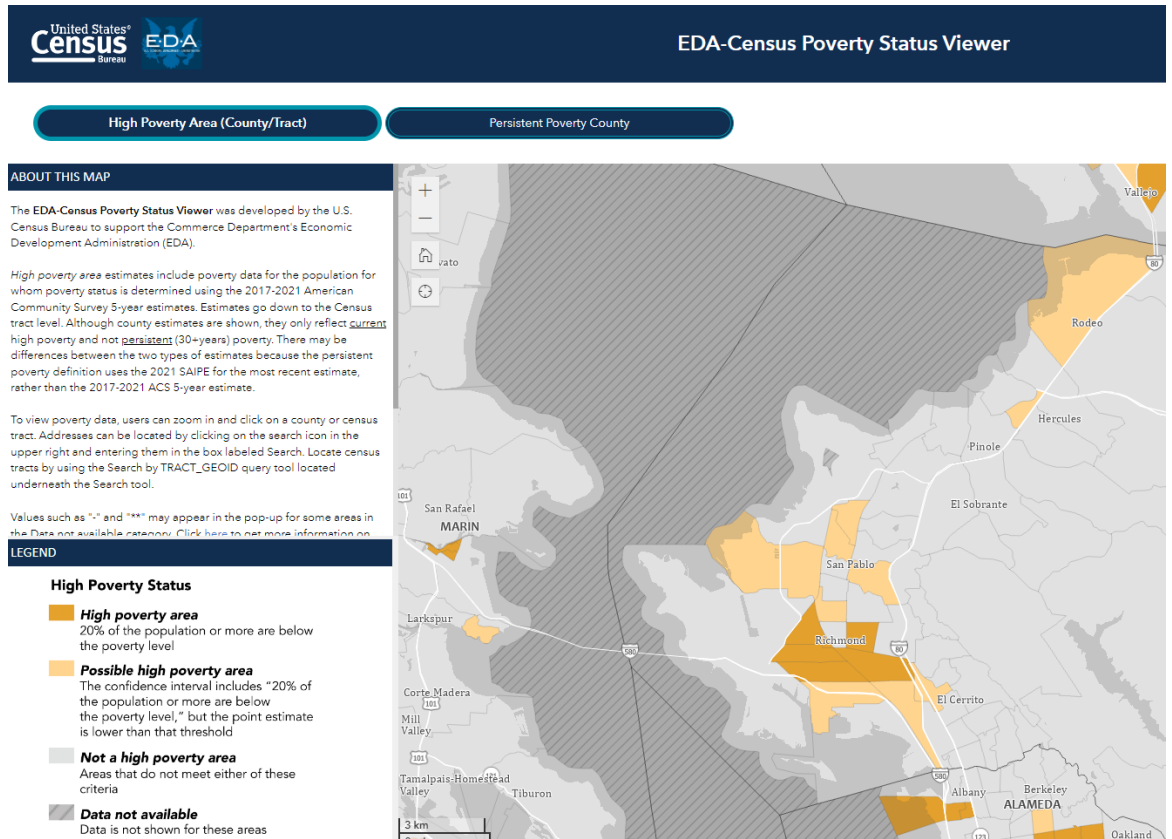 United States®
Census
Bureau
EDA
EDA-Census Poverty Status Viewer
High Poverty Area (County/Tract)
Persistent Poverty County
ABOUT THIS MAP
The EDA-Census Poverty Status Viewer was developed by the U.S.
Census Bureau to support the Commerce Department's Economic
Development Administration (EDA).
High poverty area estimates include poverty data for the population for
whom poverty status is determined using the 2017-2021 American
Community Survey 5-year estimates. Estimates go down to the Census
tract level. Although county estimates are shown, they only reflect current
high poverty and not persistent (30+years) poverty. There may be
differences between the two types of estimates because the persistent
poverty definition uses the 2021 SAIPE for the most recent estimate,
rather than the 2017-2021 ACS 5-year estimate.
To view poverty data, users can zoom in and click on a county or census
tract. Addresses can be located by clicking on the search icon in the
upper right and entering them in the box labeled Search. Locate census
tracts by using the Search by TRACT_GEOID query tool located
underneath the Search tool.
Values such as "-" and "**" may appear in the pop-up for some areas in
the Data not available category. Click here to get more information on
LEGEND
High Poverty Status
High poverty area
20% of the population or more are below
the poverty level
Possible high poverty area
The confidence interval includes "20% of
the population or more are below
the poverty level," but the point estimate
is lower than that threshold
Not a high poverty area
Areas that do not meet either of these
criteria
Data not available
Data is not shown for these areas
+
−
vato
Vallejo
80
Rodeo
Hercules
Pinole
El Sobrante
101
San Rafael
MARIN
San Pablo
Larkspur
580
Richmond
80
El Cerrito
Corte Madera
101
Mill
Valley
101
Tamalpais-Homestead
Valley
131
Tiburon
580
Albany
Berkeley
ALAMEDA
3 km
123
Oakland